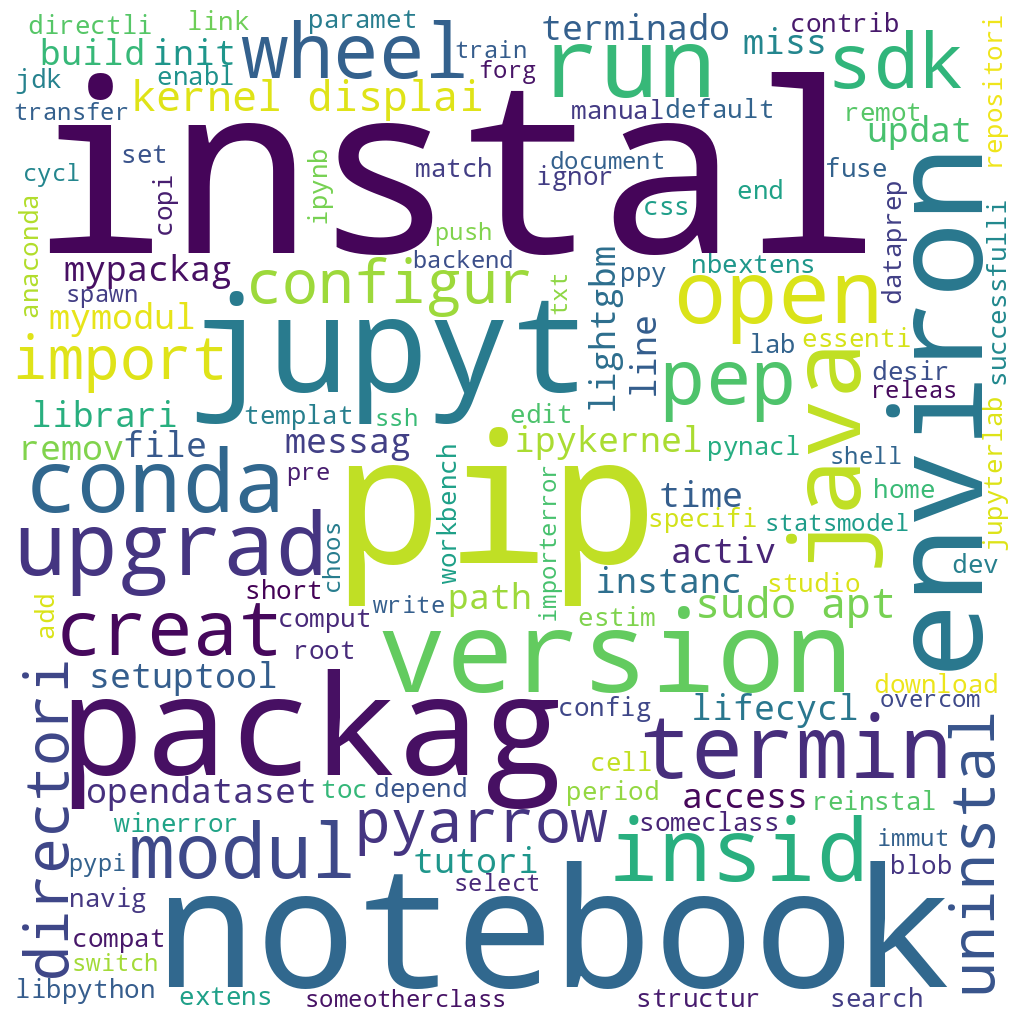 directli
link
paramet
terminado
contrib
build
init
wheel
train
run
miss
sdk
repositori
jdk
enabl
forg
transfer
kernel displai
instal
manual
default
remot
updat
cycl
set
copi
ipynb
match
document
ignor
css
end
fuse
environ
anaconda
push
backend
dataprep
successfulli
mypackag
spawn
configur
txt
lightgbm
ppy
nbextens
open
mymodul
jupyt
line
lab
essenti
import
pep
java
desir
releas
librari
templat
ssh
edit
remov
file
messag
ipykernel
pynacl
shell
jupyterlab
conda
pre
pip
workbench
importerror
time
home
specifi
statsmodel
upgrad
choos
activ
dev
short
instanc
studio
add
creat
comput
write
path
estim
sudo apt
root
version
directori
setuptool
download
packag
config
lifecycl
overcom
termin
uninstal
cell
opendataset
toc
depend
period
access
reinstal
winerror
pyarrow
someclass
modul
tutori
insid
immut
pypi
select
blob
navig
notebook
compat
switch
libpython
extens
someotherclass
structur
search